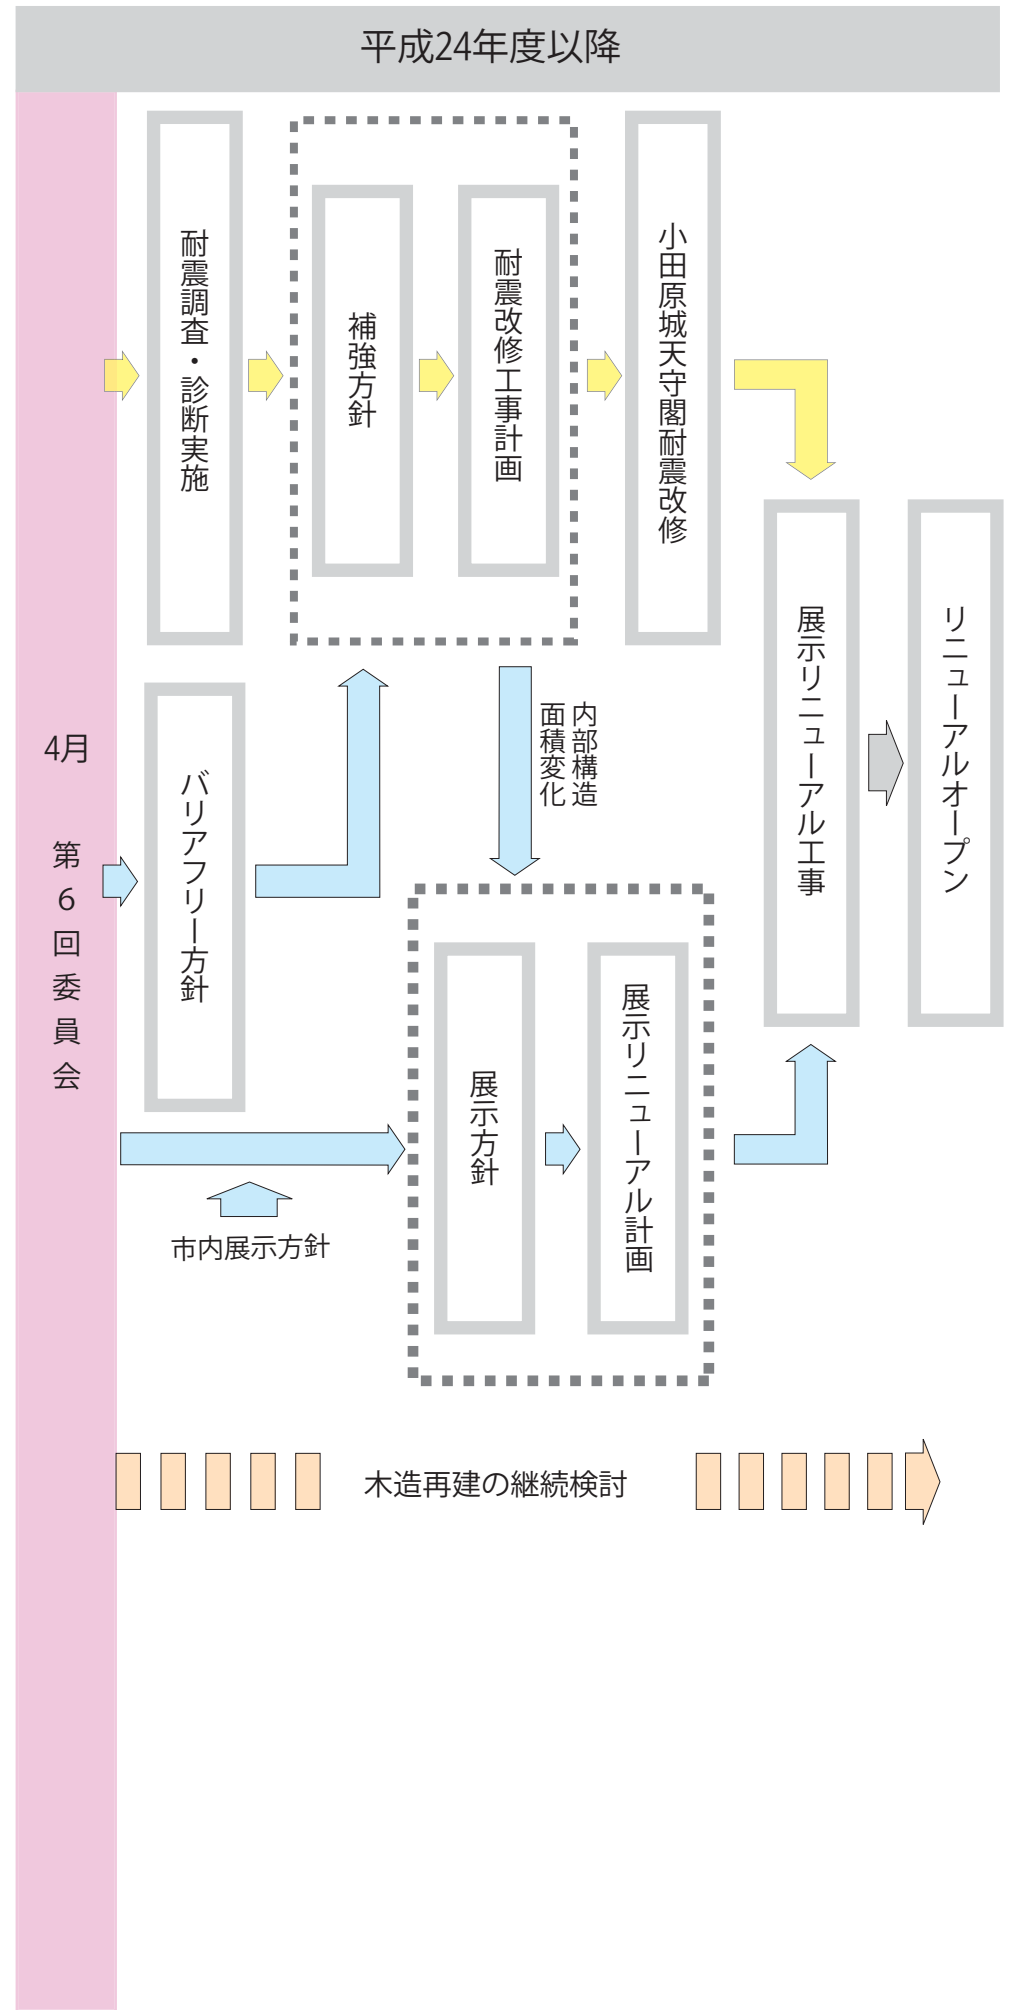 平成24年度以降
4月
第6回委員会
耐震調査・診断実施
補強方針
耐震改修工事計画
小田原城天守閣耐震改修
バリアフリー方針
内部構造
面積変化
展示リニューアル工事
リニューアルオープン
展示方針
展示リニューアル計画
市内展示方針
木造再建の継続検討